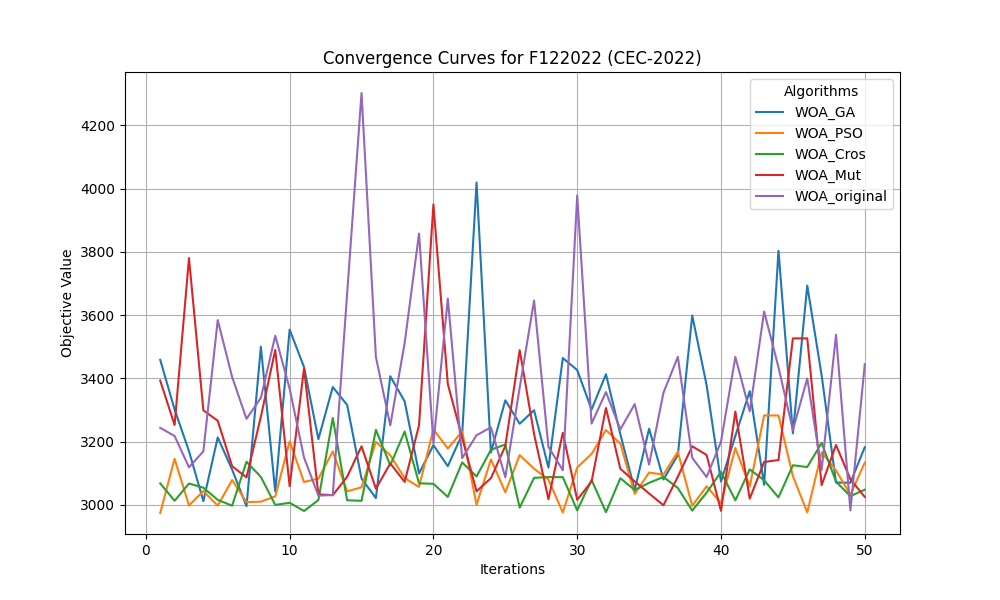 Convergence Curves for F122022 (CEC-2022)
Algorithms
WOA_GA
WOA_PSO
WOA_Cros
WOA_Mut
WOA_original
Objective Value
4200
4000
3800
3600
3400
3200
3000
0 10 20 30 40 50
Iterations